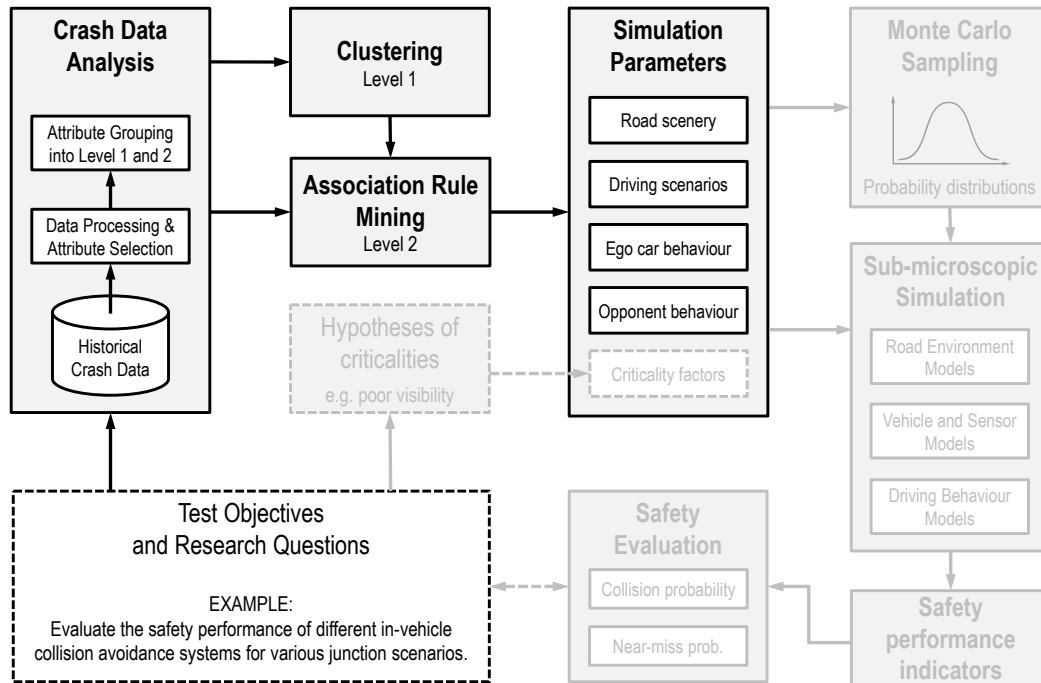 Crash Data
Analysis
Attribute Grouping
into Level 1 and 2
Data Processing &
Attribute Selection
Historical
Crash Data
Clustering
Level 1
Association Rule
Mining
Level 2
Hypotheses of
criticalities
e.g. poor visibility
Simulation
Parameters
Road scenery
Driving scenarios
Ego car behaviour
Opponent behaviour
Criticality factors
Monte Carlo
Sampling
Probability distributions
Sub-microscopic
Simulation
Road Environment
Models
Vehicle and Sensor
Models
Driving Behaviour
Models
Test Objectives
and Research Questions
EXAMPLE:
Evaluate the safety performance of different in-vehicle
collision avoidance systems for various junction scenarios.
Safety
Evaluation
Collision probability
Near-miss prob.
Safety
performance
indicators